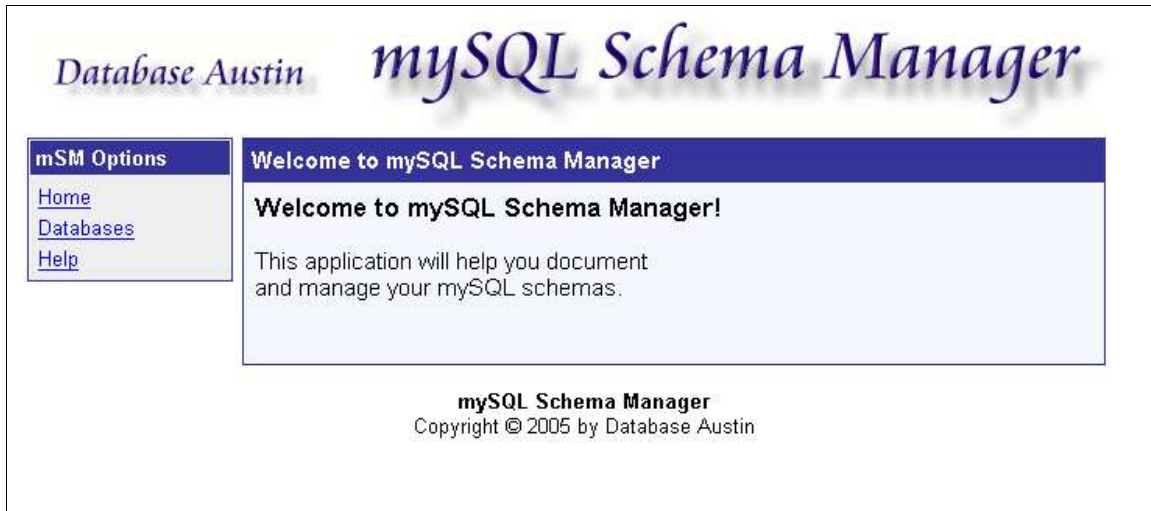 Database Austin
mySQL Schema Manager
mSM Options
Home
Databases
Help
Welcome to mySQL Schema Manager
Welcome to mySQL Schema Manager!
This application will help you document
and manage your mySQL schemas.
mySQL Schema Manager
Copyright © 2005 by Database Austin